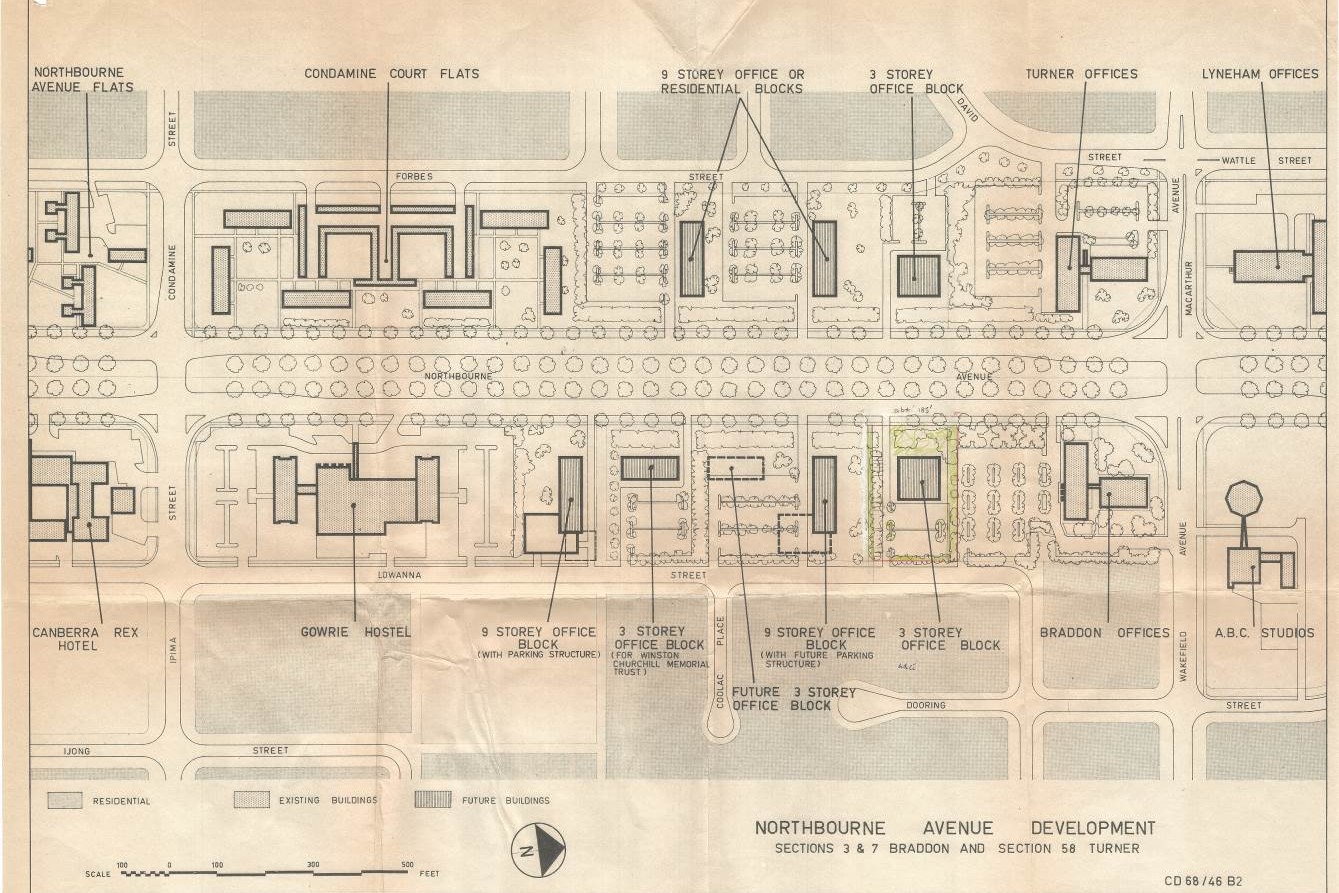 NORTHBOURNE
AVENUE FLATS
CONDAMINE COURT FLATS
9 STOREY OFFICE OR
RESIDENTIAL BLOCKS
3 STOREY
OFFICE BLOCK
TURNER OFFICES
LYNEHAM OFFICES
STREET
DAVID
STREET
WATTLE STREET
FORBES
STREET
AVENUE
CONDAMINE
MACARTHUR
NORTHBOURNE
AVENUE
abt 185'
STREET
AVENUE
LOWANNA
STREET
CANBERRA REX
HOTEL
GOWRIE HOSTEL
9 STOREY OFFICE
BLOCK
(WITH PARKING STRUCTURE)
3 STOREY
OFFICE BLOCK
(FOR WINSTON
CHURCHILL MEMORIAL
TRUST)
9 STOREY OFFICE
BLOCK
(WITH FUTURE PARKING
STRUCTURE)
3 STOREY
OFFICE BLOCK
BRADDON OFFICES
A.B.C. STUDIOS
IPIMA
COOLAC PLACE
WAKEFIELD
FUTURE 3 STOREY
OFFICE BLOCK
DOORING
STREET
IJONG
STREET
RESIDENTIAL
EXISTING BUILDINGS
FUTURE BUILDINGS
NORTHBOURNE AVENUE DEVELOPMENT
SECTIONS 3 & 7 BRADDON AND SECTION 58 TURNER
N
SCALE 100 0 100 300 500 FEET
CD 68/46 B2